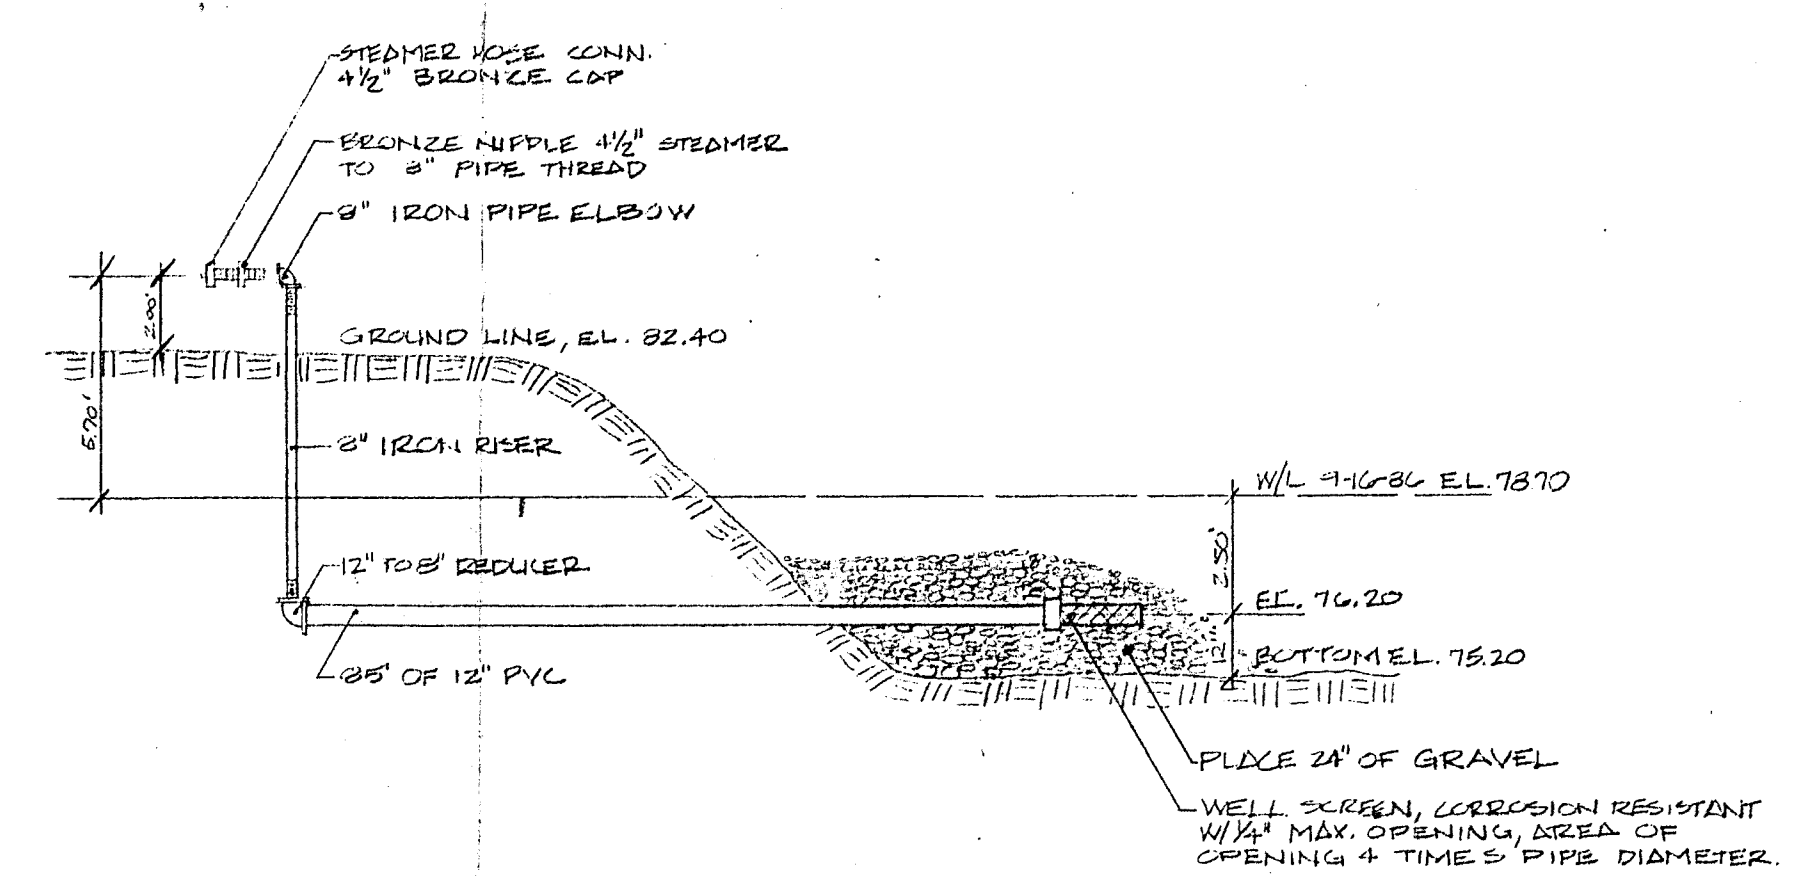 STEAMER HOSE CONN.
4½" BRONZE CAP
BRONZE NIPPLE 4½" STEAMER
TO 8" PIPE THREAD
8" IRON PIPE ELBOW
2.00'
GROUND LINE, EL. 82.40
5.70'
8" IRON RISER
W/L 9-16-86 EL. 78.70
12" TO 8" REDUCER
2.50'
EL. 76.20
85' OF 12" PVC
BOTTOM EL. 75.20
PLACE 24" OF GRAVEL
WELL SCREEN, CORROSION RESISTANT
W/ ¼" MAX. OPENING, AREA OF
OPENING 4 TIMES PIPE DIAMETER.